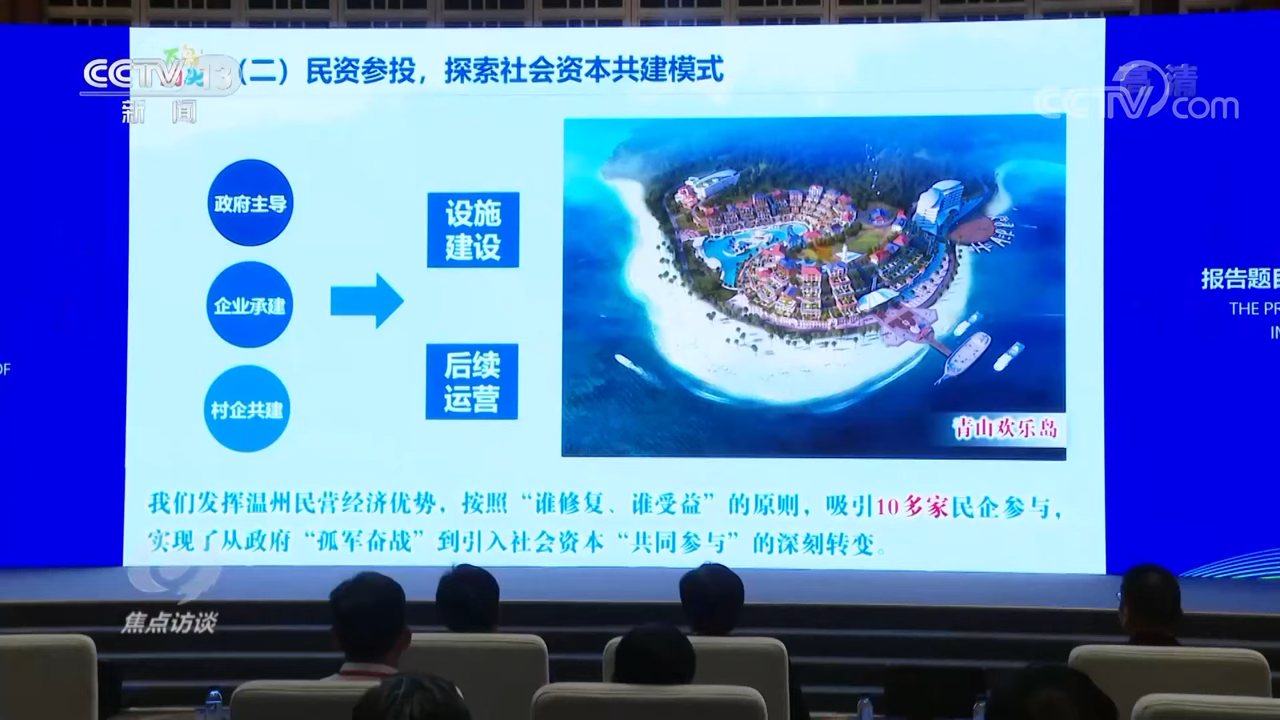 CCTV 13
新闻
高清
CCTV.com
（二）民资参投，探索社会资本共建模式
政府主导
企业承建
村企共建
设施
建设
后续
运营
青山欢乐岛
我们发挥温州民营经济优势，按照“谁修复、谁受益”的原则，吸引10多家民企参与，
实现了从政府“孤军奋战”到引入社会资本“共同参与”的深刻转变。
报告题目
THE PR
IN
OF
焦点访谈